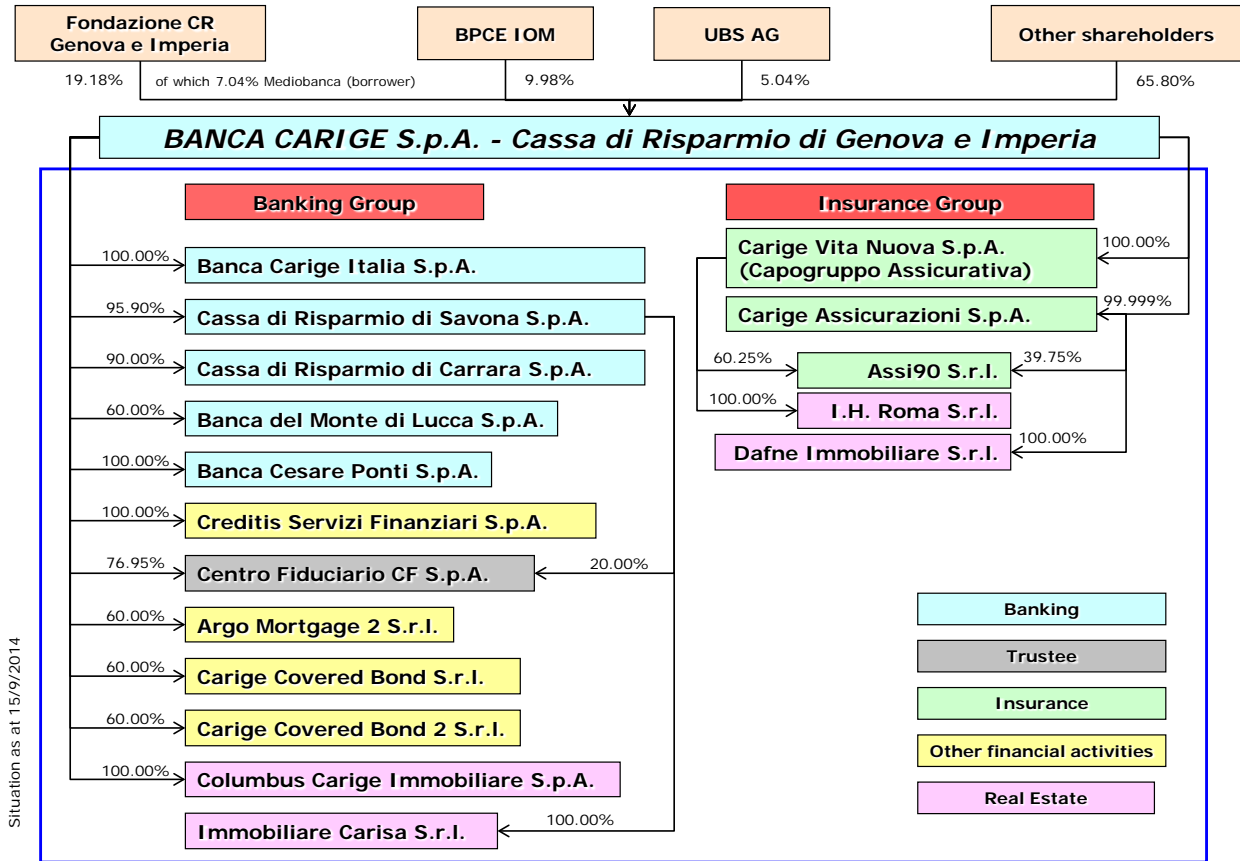 Fondazione CR
Genova e Imperia
BPCE IOM
UBS AG
Other shareholders
19.18%
of which 7.04% Mediobanca (borrower)
9.98%
5.04%
65.80%
BANCA CARIGE S.p.A. - Cassa di Risparmio di Genova e Imperia
Banking Group
100.00%
Banca Carige Italia S.p.A.
95.90%
Cassa di Risparmio di Savona S.p.A.
90.00%
Cassa di Risparmio di Carrara S.p.A.
60.00%
Banca del Monte di Lucca S.p.A.
100.00%
Banca Cesare Ponti S.p.A.
100.00%
Creditis Servizi Finanziari S.p.A.
76.95%
Centro Fiduciario CF S.p.A.
20.00%
60.00%
Argo Mortgage 2 S.r.l.
60.00%
Carige Covered Bond S.r.l.
60.00%
Carige Covered Bond 2 S.r.l.
100.00%
Columbus Carige Immobiliare S.p.A.
Immobiliare Carisa S.r.l.
100.00%
Insurance Group
Carige Vita Nuova S.p.A.
(Capogruppo Assicurativa)
100.00%
Carige Assicurazioni S.p.A.
99.999%
60.25%
Assi90 S.r.l.
39.75%
100.00%
I.H. Roma S.r.l.
Dafne Immobiliare S.r.l.
100.00%
Banking
Trustee
Insurance
Other financial activities
Real Estate
Situation as at 15/9/2014